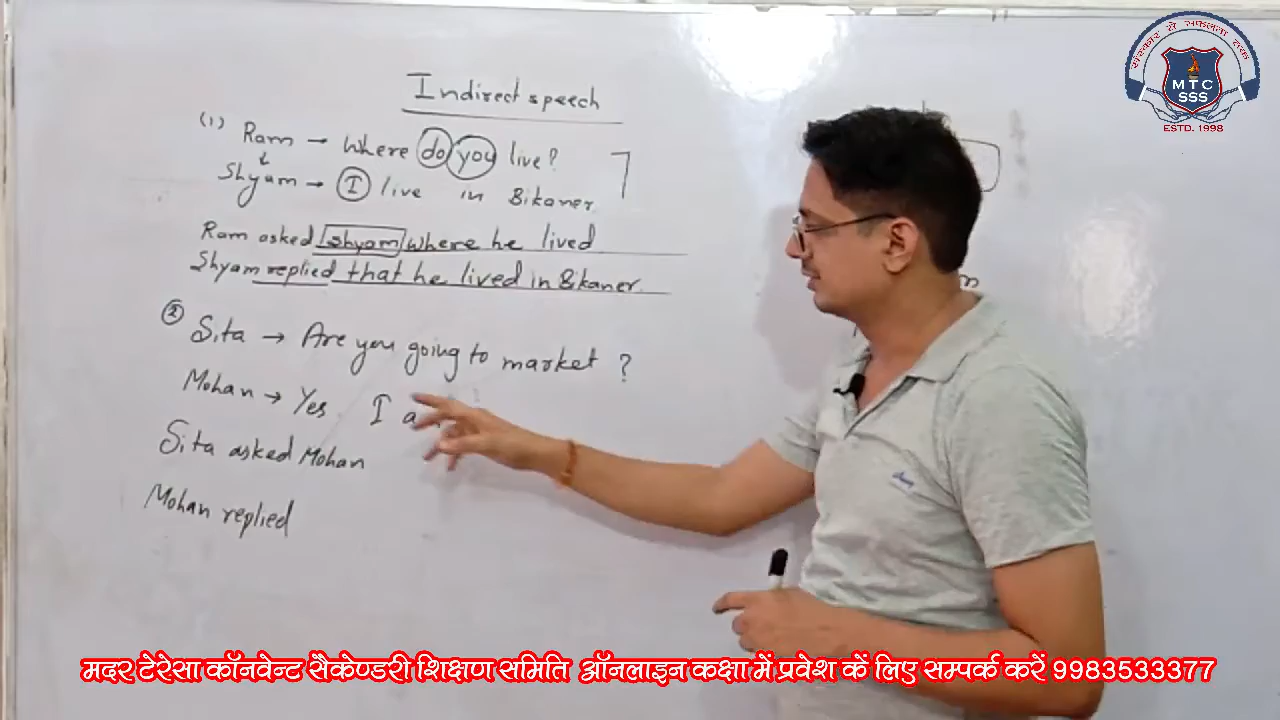 Indirect speech
(1) Ram → Where do you live?
Shyam → I live in Bikaner.
Ram asked shyam where he lived
Shyam replied that he lived in Bikaner.
② Sita → Are you going to market ?
Mohan → Yes I
Sita asked Mohan
Mohan replied
संस्कार से सफलता तक
MTC
SSS
ESTD. 1998
मदर टेरेसा कॉनवेन्ट सैकेण्डरी शिक्षण समिति ऑनलाइन कक्षा में प्रवेश कें लिए सम्पर्क करें 9983533377